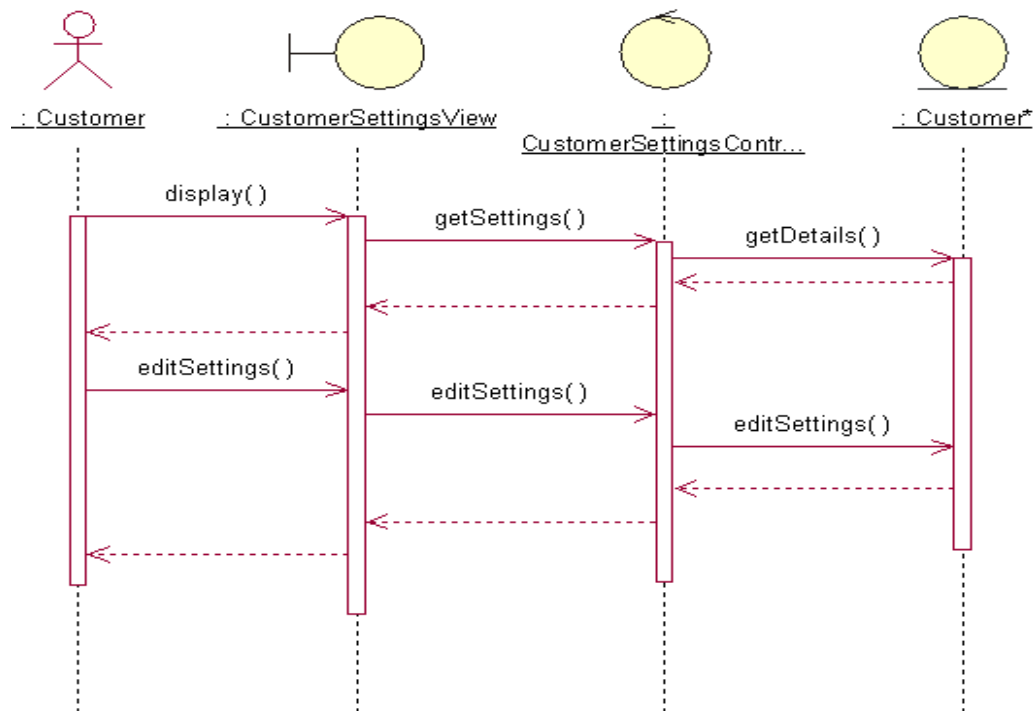 : Customer
: CustomerSettingsView
:
CustomerSettingsContr...
: Customer*
display()
getSettings()
getDetails()
editSettings()
editSettings()
editSettings()